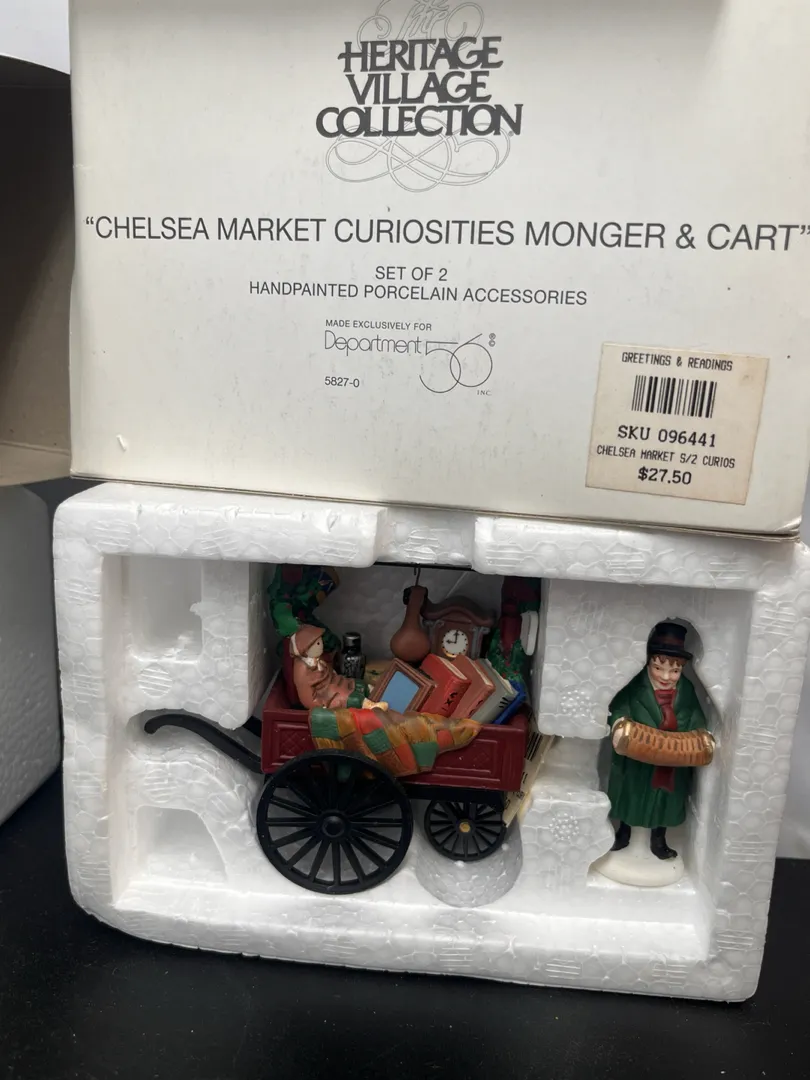 The
HERITAGE
VILLAGE
COLLECTION®
“CHELSEA MARKET CURIOSITIES MONGER & CART”
SET OF 2
HANDPAINTED PORCELAIN ACCESSORIES
MADE EXCLUSIVELY FOR
Department 56®©
INC.
5827-0
GREETINGS & READINGS
SKU 096441
CHELSEA MARKET S/2 CURIOS
$27.50